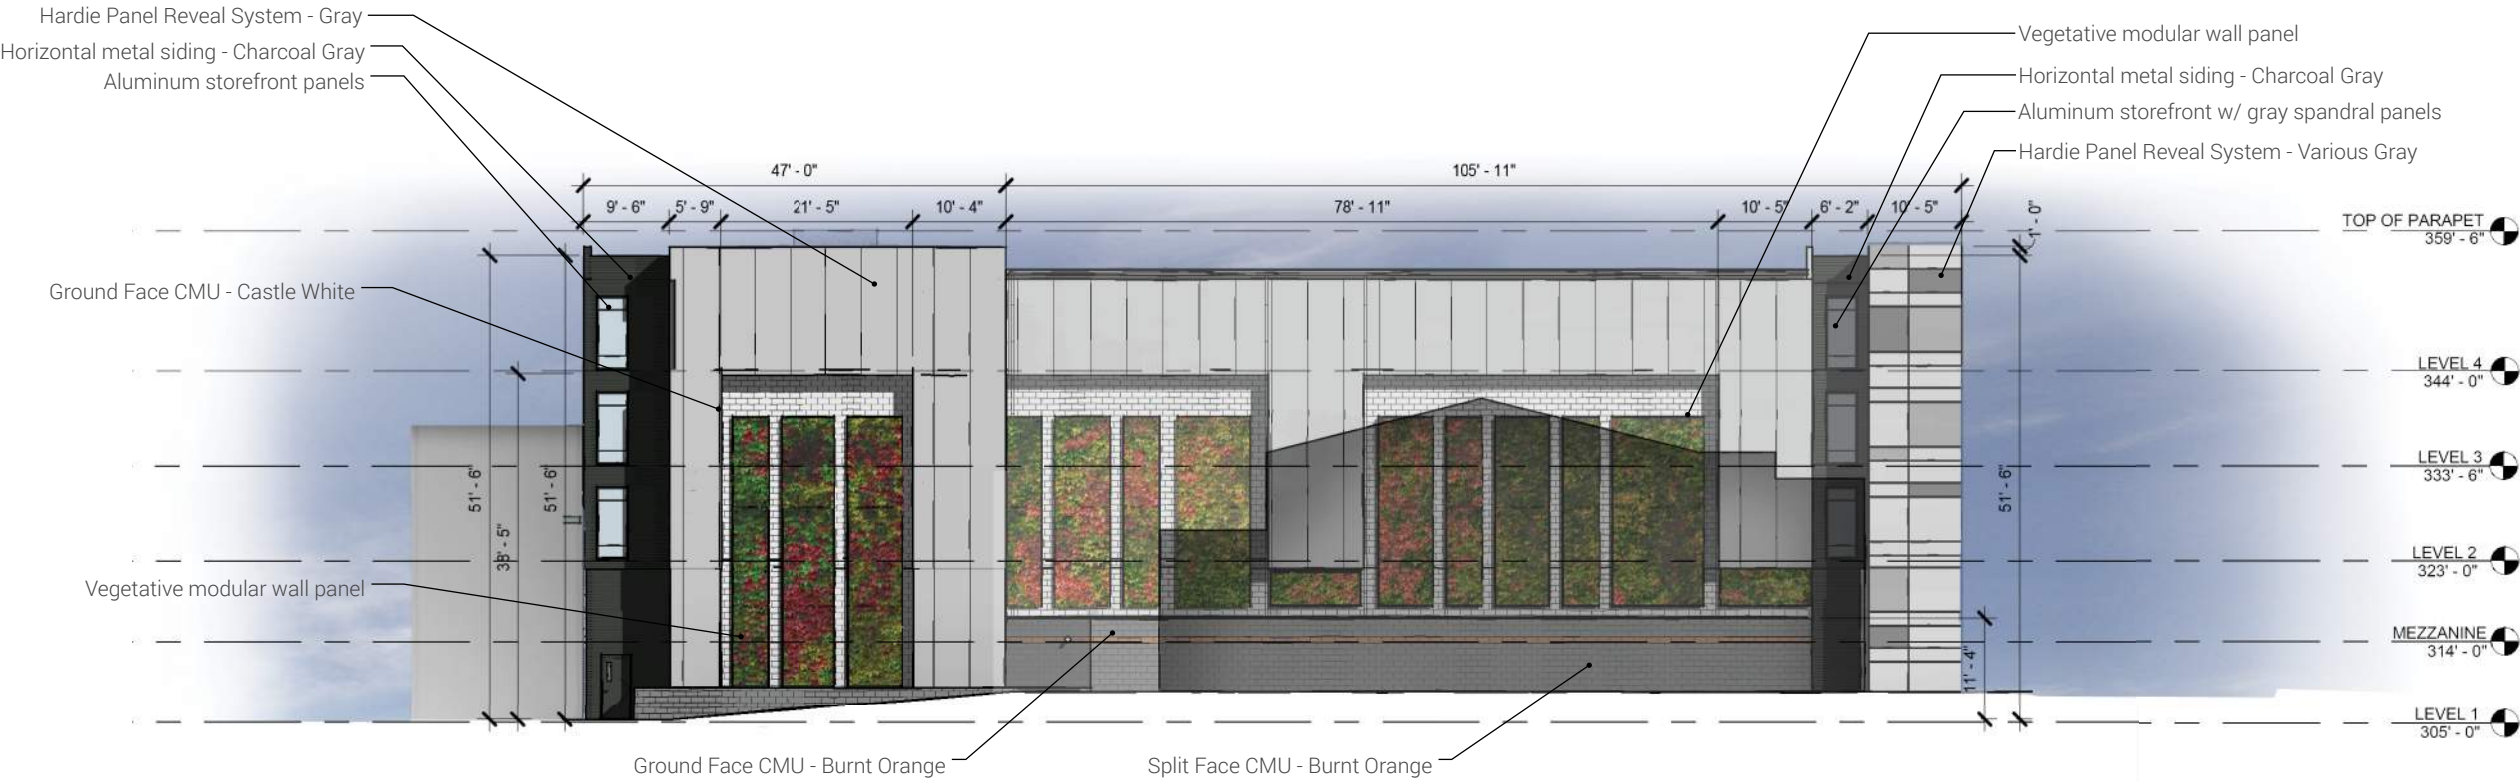 Hardie Panel Reveal System - Gray
Horizontal metal siding - Charcoal Gray
Aluminum storefront panels
Vegetative modular wall panel
Horizontal metal siding - Charcoal Gray
Aluminum storefront w/ gray spandral panels
Hardie Panel Reveal System - Various Gray
47' - 0"
105' - 11"
9' - 6"
5' - 9"
21' - 5"
10' - 4"
78' - 11"
10' - 5"
6' - 2"
10' - 5"
1' - 0"
TOP OF PARAPET
359' - 6"
Ground Face CMU - Castle White
LEVEL 4
344' - 0"
51' - 6"
38' - 5"
51' - 6"
51' - 6"
LEVEL 3
333' - 6"
LEVEL 2
323' - 0"
Vegetative modular wall panel
MEZZANINE
314' - 0"
11' - 4"
LEVEL 1
305' - 0"
Ground Face CMU - Burnt Orange
Split Face CMU - Burnt Orange